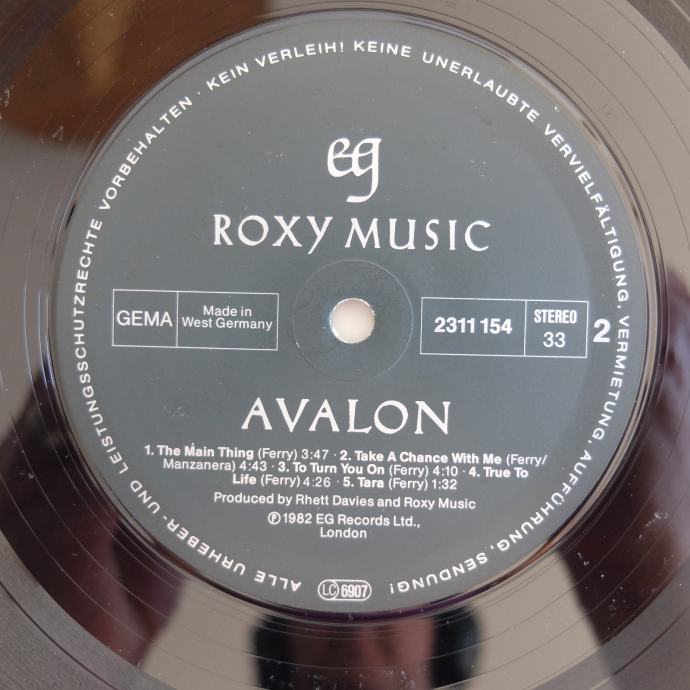 ALLE URHEBER- UND LEISTUNGSSCHUTZRECHTE VORBEHALTEN · KEIN VERLEIH! KEINE UNERLAUBTE VERVIELFÄLTIGUNG, VERMIETUNG, AUFFÜHRUNG, SENDUNG!
eg
ROXY MUSIC
GEMA
Made in
West Germany
2311 154
STEREO
33
2
AVALON
1. The Main Thing (Ferry) 3:47 · 2. Take A Chance With Me (Ferry/
Manzanera) 4:43 · 3. To Turn You On (Ferry) 4:10 · 4. True To
Life (Ferry) 4:26 · 5. Tara (Ferry) 1:32
Produced by Rhett Davies and Roxy Music
℗1982 EG Records Ltd.,
London
LC 6907